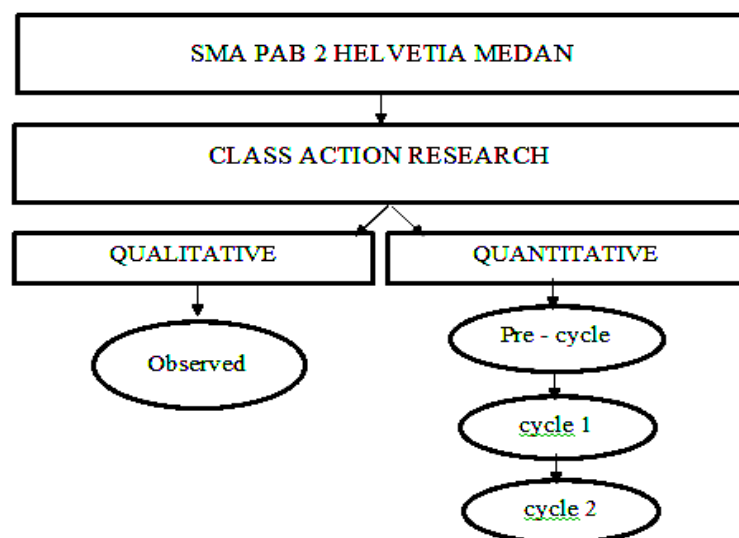 SMA PAB 2 HELVETIA MEDAN
CLASS ACTION RESEARCH
QUALITATIVE
QUANTITATIVE
Observed
Pre - cycle
cycle 1
cycle 2